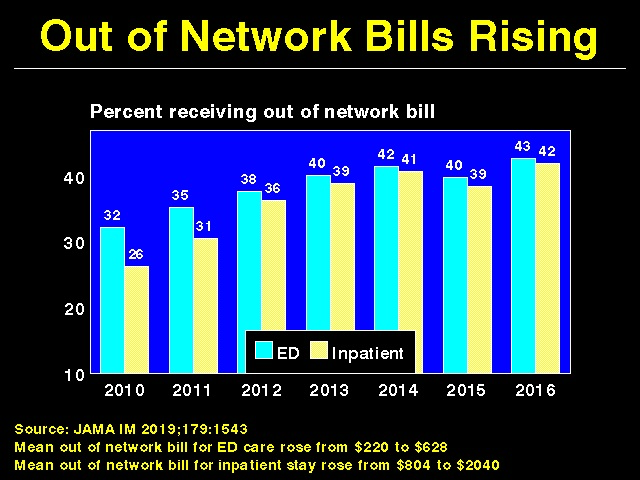 Out of Network Bills Rising
Percent receiving out of network bill
43 42
42 41
40 39
40 39
38 36
35
32
31
26
40
30
20
10
ED Inpatient
2010 2011 2012 2013 2014 2015 2016
Source: JAMA IM 2019;179:1543
Mean out of network bill for ED care rose from $220 to $628
Mean out of network bill for inpatient stay rose from $804 to $2040